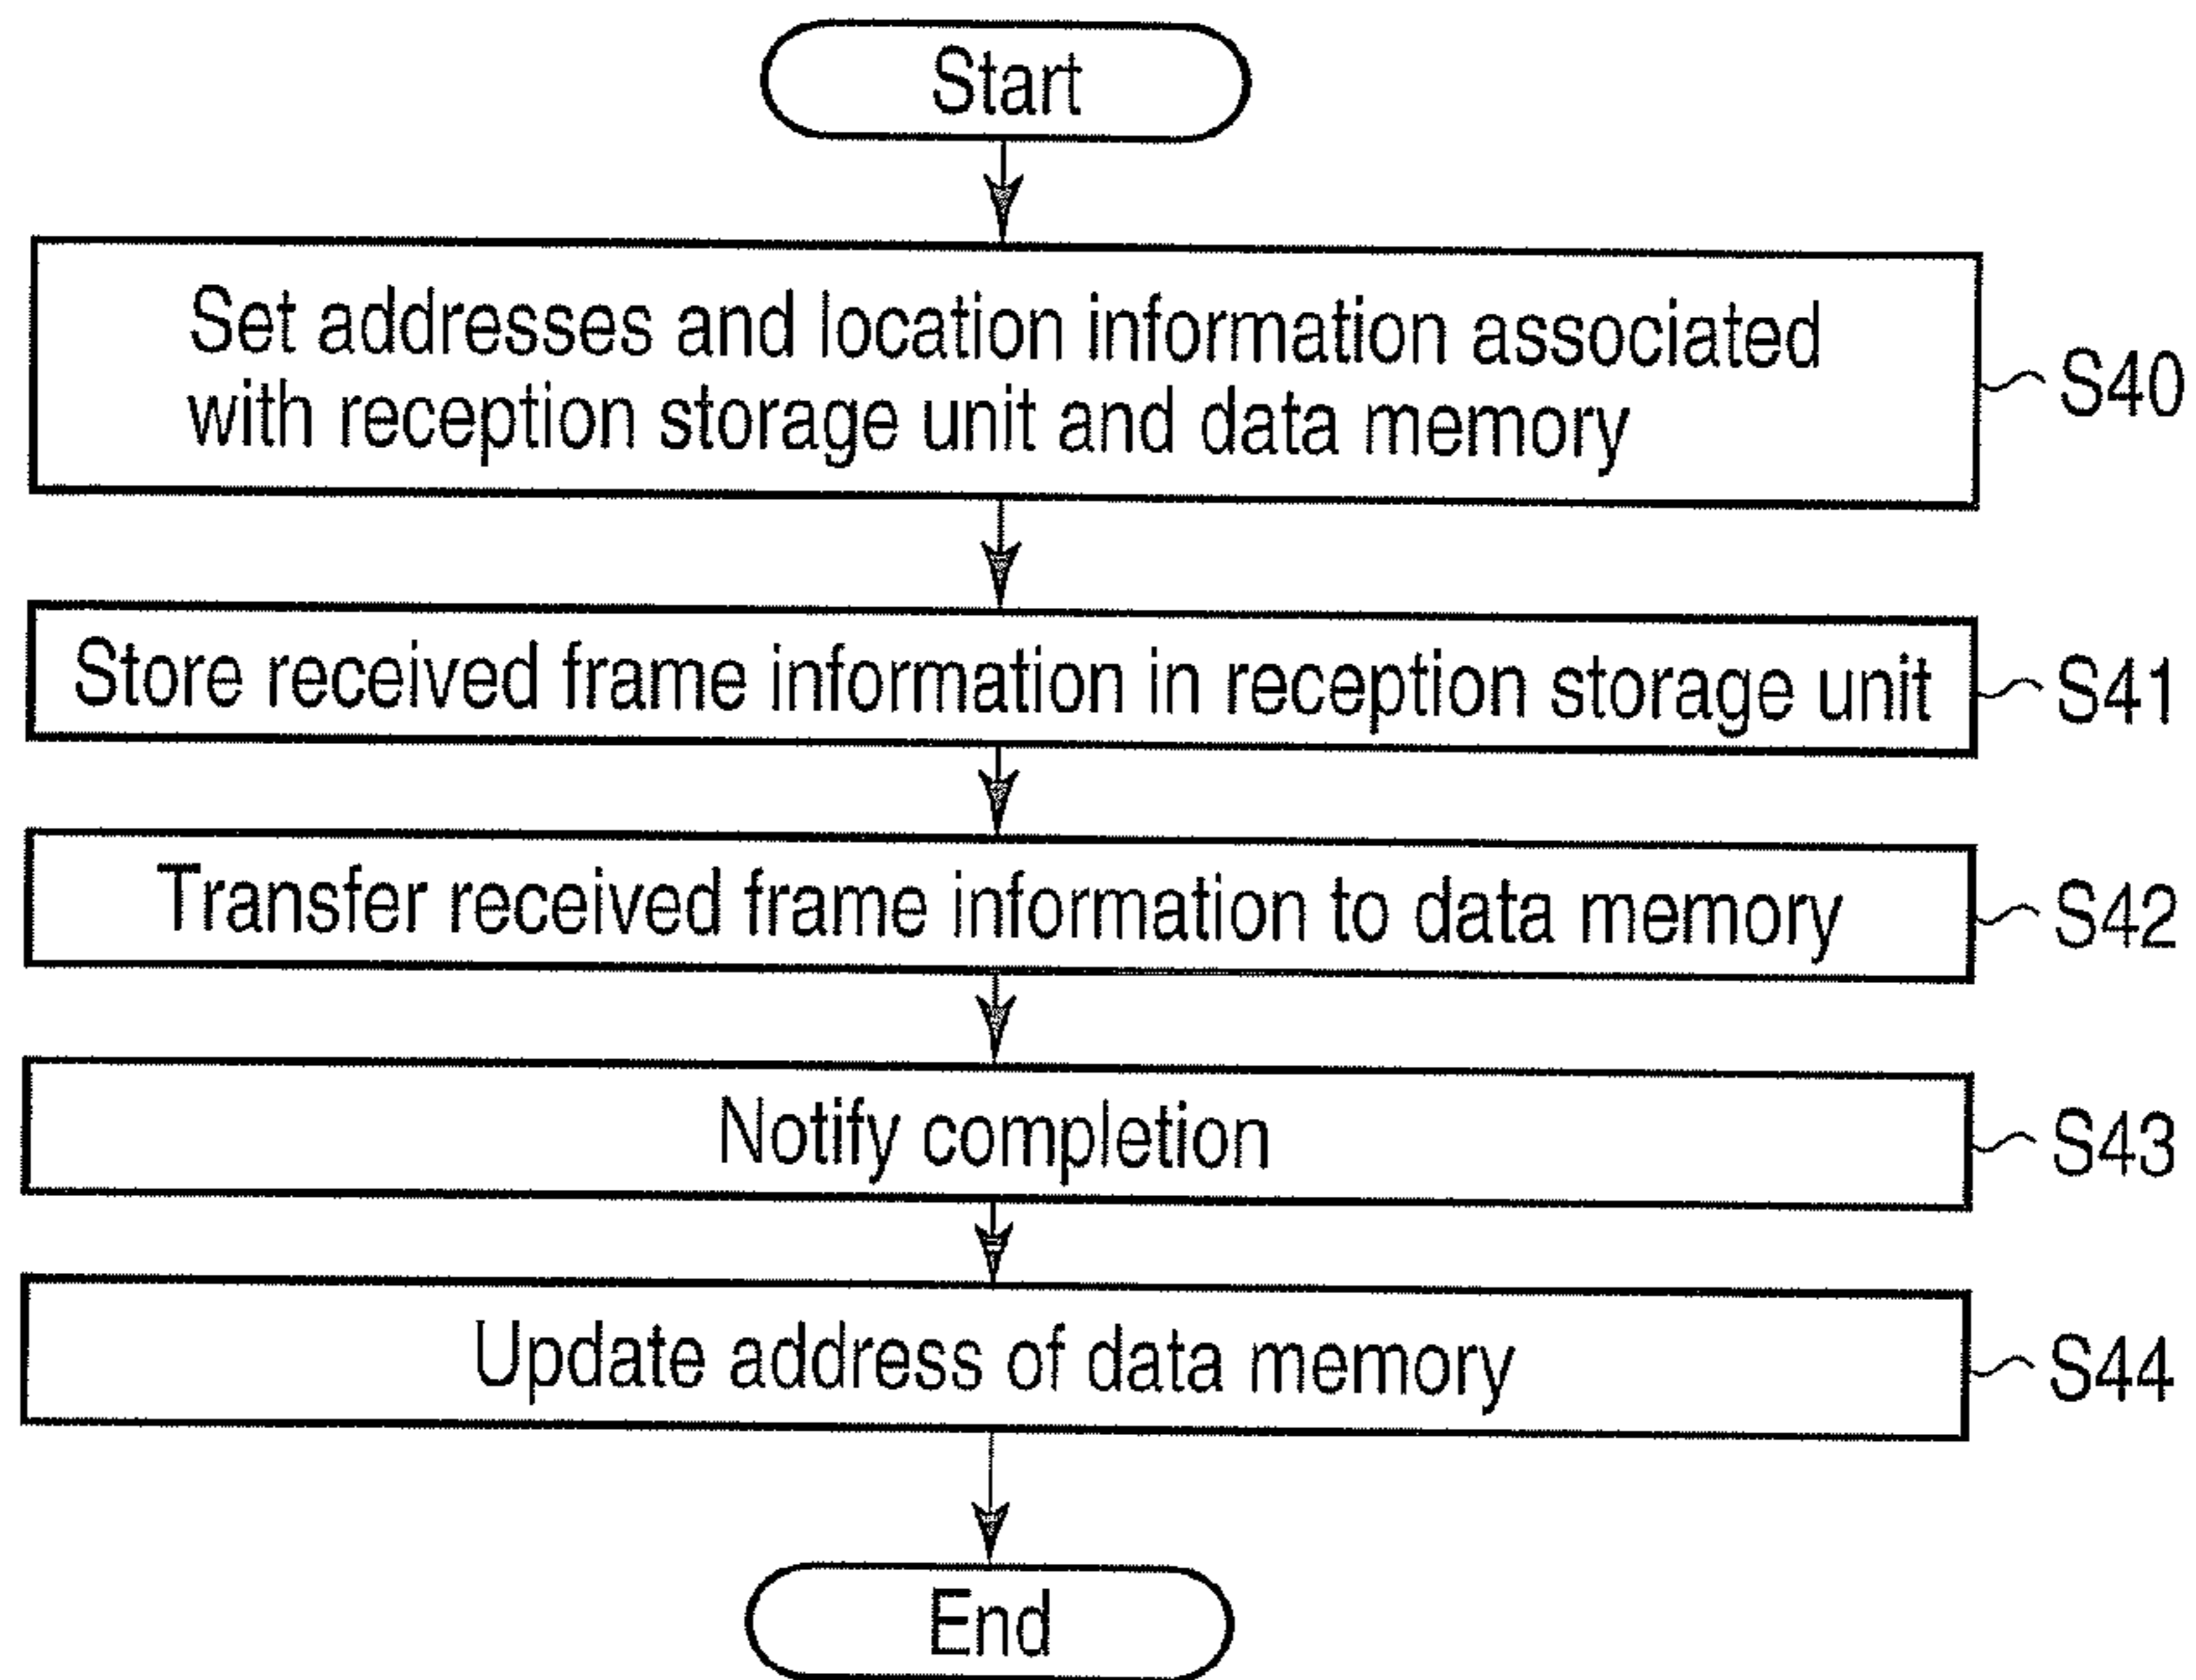 Start
Set addresses and location information associated
with reception storage unit and data memory
S40
Store received frame information in reception storage unit
S41
Transfer received frame information to data memory
S42
Notify completion
S43
Update address of data memory
S44
End